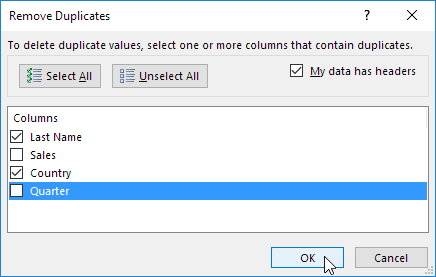 Remove Duplicates ?
To delete duplicate values, select one or more columns that contain duplicates.
Select All Unselect All My data has headers
Columns
Last Name
Sales
Country
Quarter
OK Cancel